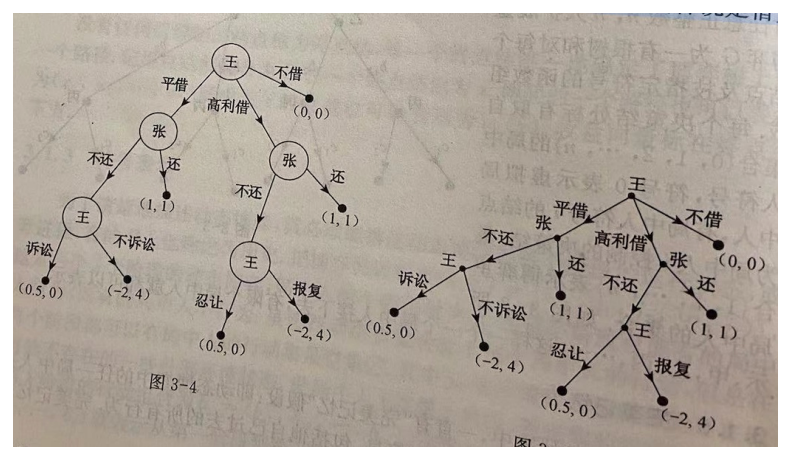 王
平借
高利借
不借
(0, 0)
张
张
不还
还
不还
还
(1, 1)
(1, 1)
王
王
诉讼
不诉讼
(0.5, 0)
(-2, 4)
忍让
报复
(0.5, 0)
(-2, 4)
图 3-4
王
平借
高利借
不借
(0, 0)
张
张
不还
还
不还
还
(1, 1)
(1, 1)
王
王
诉讼
不诉讼
(0.5, 0)
(-2, 4)
忍让
报复
(0.5, 0)
(-2, 4)